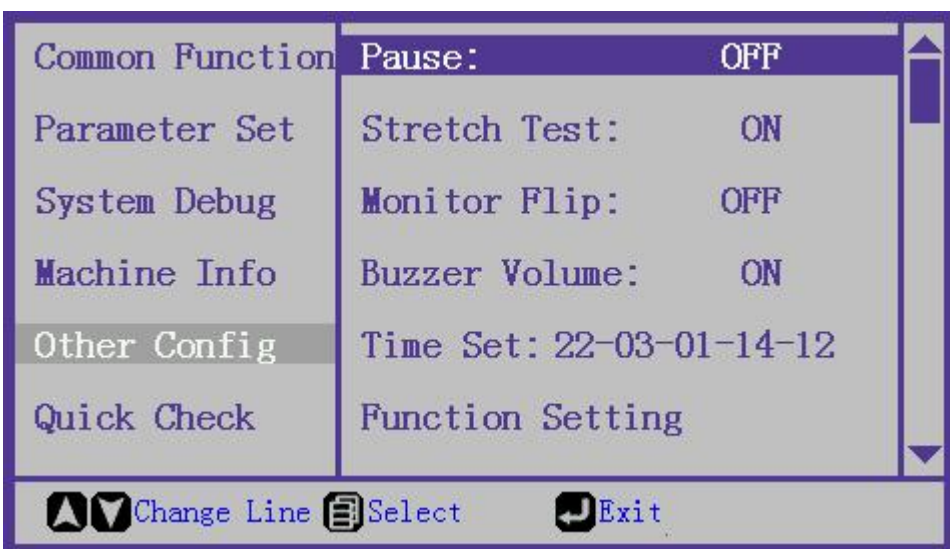 Common Function
Parameter Set
System Debug
Machine Info
Other Config
Quick Check
Pause: OFF
Stretch Test: ON
Monitor Flip: OFF
Buzzer Volume: ON
Time Set: 22-03-01-14-12
Function Setting
Change Line Select Exit